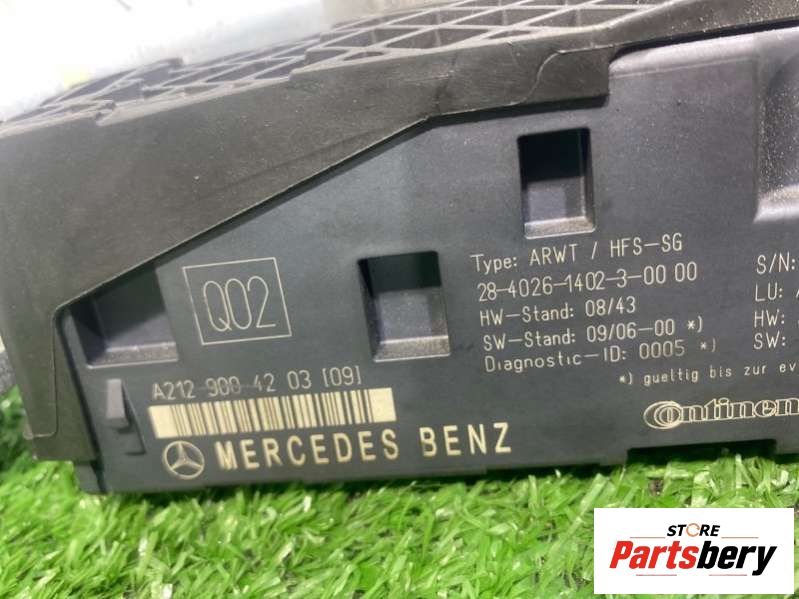 Type: ARWT / HFS-SG
28-4026-1402-3-00 00
HW-Stand: 08/43
SW-Stand: 09/06-00 *)
Diagnostic-ID: 0005 *)
*) gueltig bis zur
S/N:
LU:
HW:
SW:
Q02
A212 900 42 03 [09]
MERCEDES BENZ
STORE
Partsbery